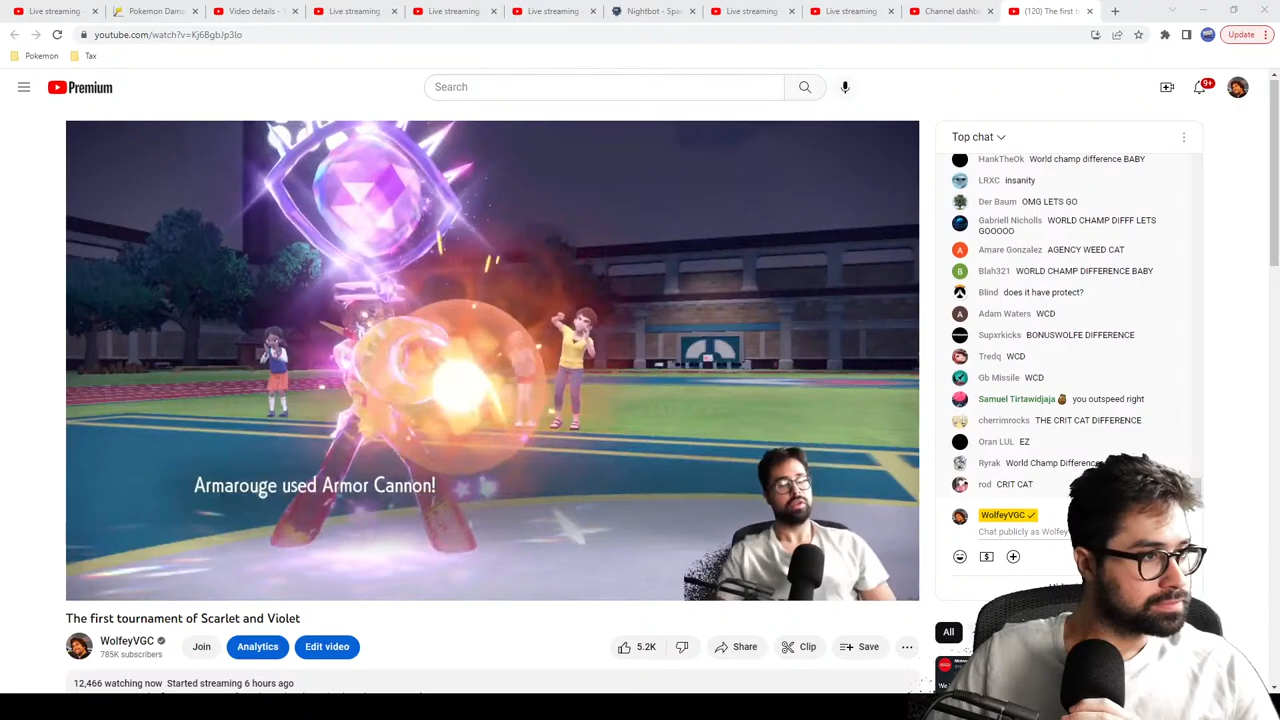 Live streaming -
Pokemon Dama
Video details - Y
Live streaming
Live streaming
Live streaming
Nightbot - Spa
Live streaming
Live streaming
Channel dashb
(120) The first t
youtube.com/watch?v=Kj6BgbJp3Io
Update
Pokemon
Tax
Premium
Search
9+
Top chat
HankTheOk World champ difference BABY
LRXC insanity
Der Baum OMG LETS GO
Gabriell Nicholls WORLD CHAMP DIFFF LETS
GOOOOO
Amare Gonzalez AGENCY WEED CAT
Blah321 WORLD CHAMP DIFFERENCE BABY
Blind does it have protect?
Adam Waters WCD
Supxrkicks BONUSWOLFE DIFFERENCE
Tredq WCD
Gb Missile WCD
Samuel Tirtawidjaja you outspeed right
cherrimrocks THE CRIT CAT DIFFERENCE
Oran LUL EZ
Ryrak World Champ Difference
rod CRIT CAT
WolfeyVGC
Chat publicly as Wolfey
Armarouge used Armor Cannon!
The first tournament of Scarlet and Violet
WolfeyVGC
785K subscribers
Join
Analytics
Edit video
5.2K
Share
Clip
Save
All
12,466 watching now Started streaming 6 hours ago